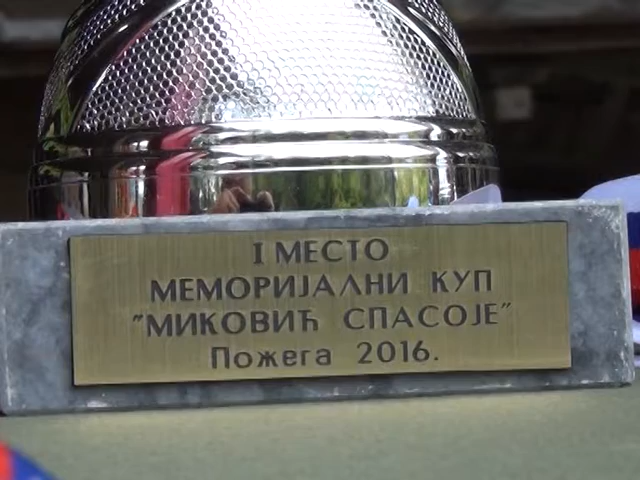 I МЕСТО
МЕМОРИЈАЛНИ КУП
"МИКОВИЋ СПАСОЈЕ"
Пожега 2016.